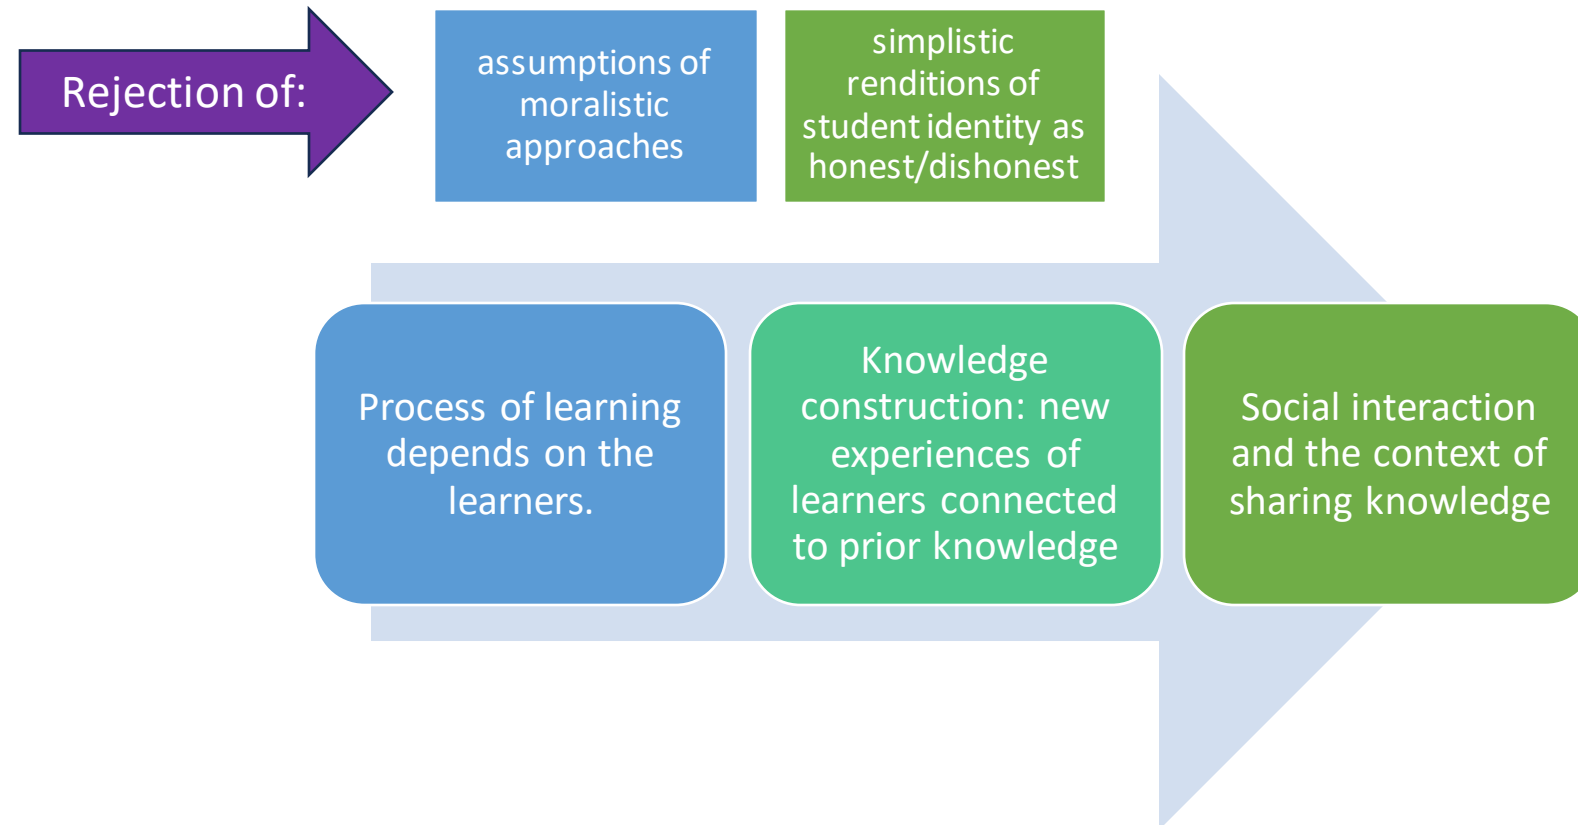 Rejection of:
assumptions of
moralistic
approaches
simplistic
renditions of
student identity as
honest/dishonest
Process of learning
depends on the
learners.
Knowledge
construction: new
experiences of
learners connected
to prior knowledge
Social interaction
and the context of
sharing knowledge